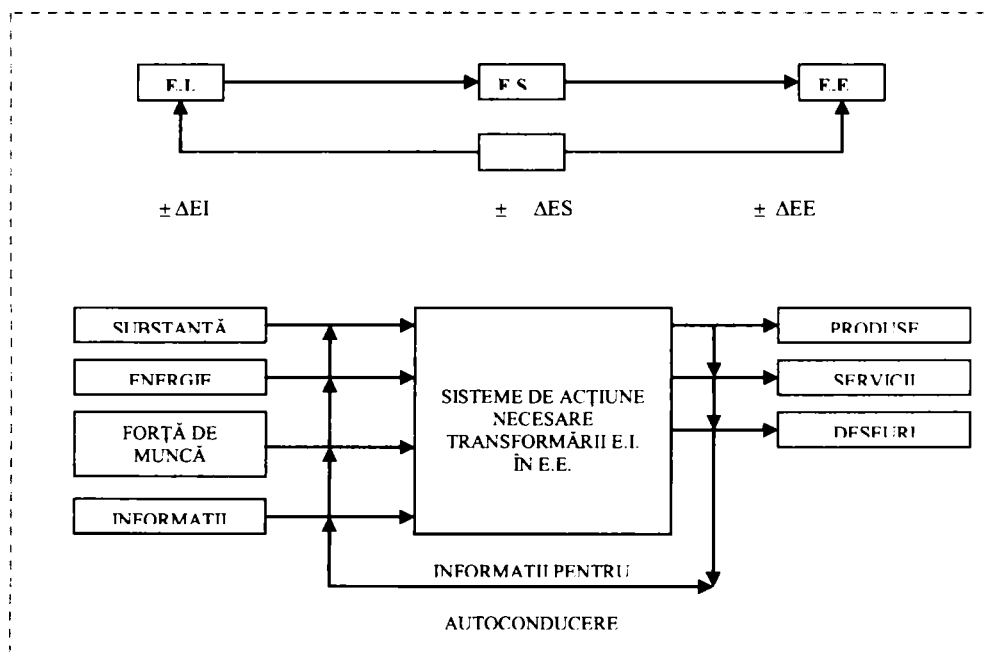 E.I. E.S. E.E.
± ΔEI ± ΔES ± ΔEE
SUBSTANȚĂ
ENERGIE
FORȚĂ DE
MUNCĂ
INFORMAȚII
SISTEME DE ACȚIUNE
NECESARE
TRANSFORMĂRII E.I.
ÎN E.E.
PRODUSE
SERVICII
DEȘEURI
INFORMAȚII PENTRU
AUTOCONDUCERE